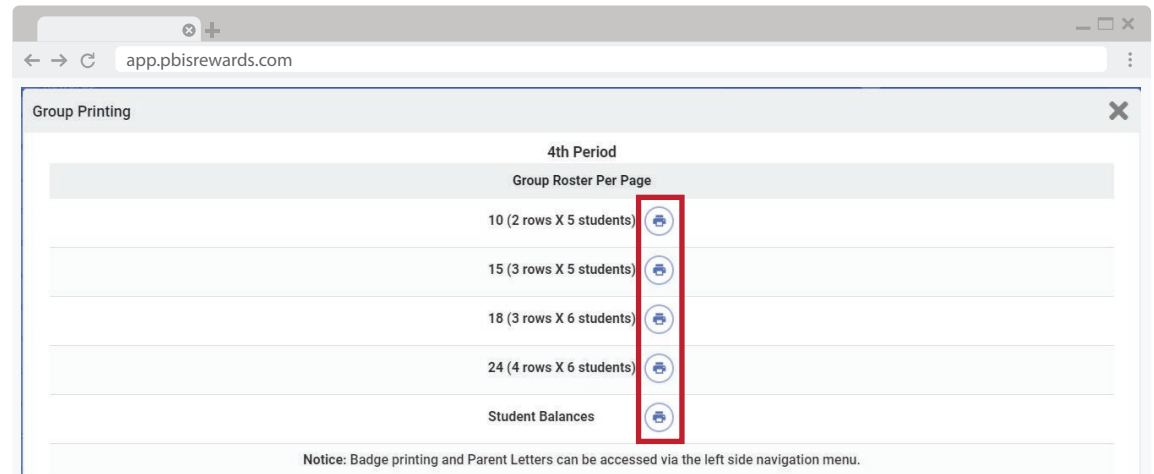 app.pbisrewards.com
Group Printing
4th Period
Group Roster Per Page
10 (2 rows X 5 students)
15 (3 rows X 5 students)
18 (3 rows X 6 students)
24 (4 rows X 6 students)
Student Balances
Notice: Badge printing and Parent Letters can be accessed via the left side navigation menu.